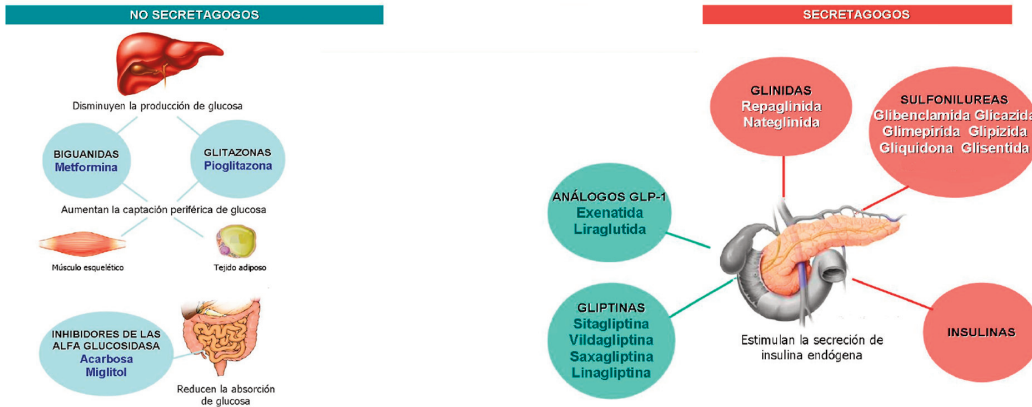 NO SECRETAGOGOS
Disminuyen la producción de glucosa
BIGUANIDAS
Metformina
GLITAZONAS
Pioglitazona
Aumentan la captación periférica de glucosa
Músculo esquelético
Tejido adiposo
INHIBIDORES DE LAS
ALFA GLUCOSIDASA
Acarbosa
Miglitol
Reducen la absorción
de glucosa
SECRETAGOGOS
GLINIDAS
Repaglinida
Nateglinida
SULFONILUREAS
Glibenclamida Glicazida
Glimepirida Glipizida
Gliquidona Glisentida
ANÁLOGOS GLP-1
Exenatida
Liraglutida
GLIPTINAS
Sitagliptina
Vildagliptina
Saxagliptina
Linagliptina
Estimulan la secreción de
insulina endógena
INSULINAS